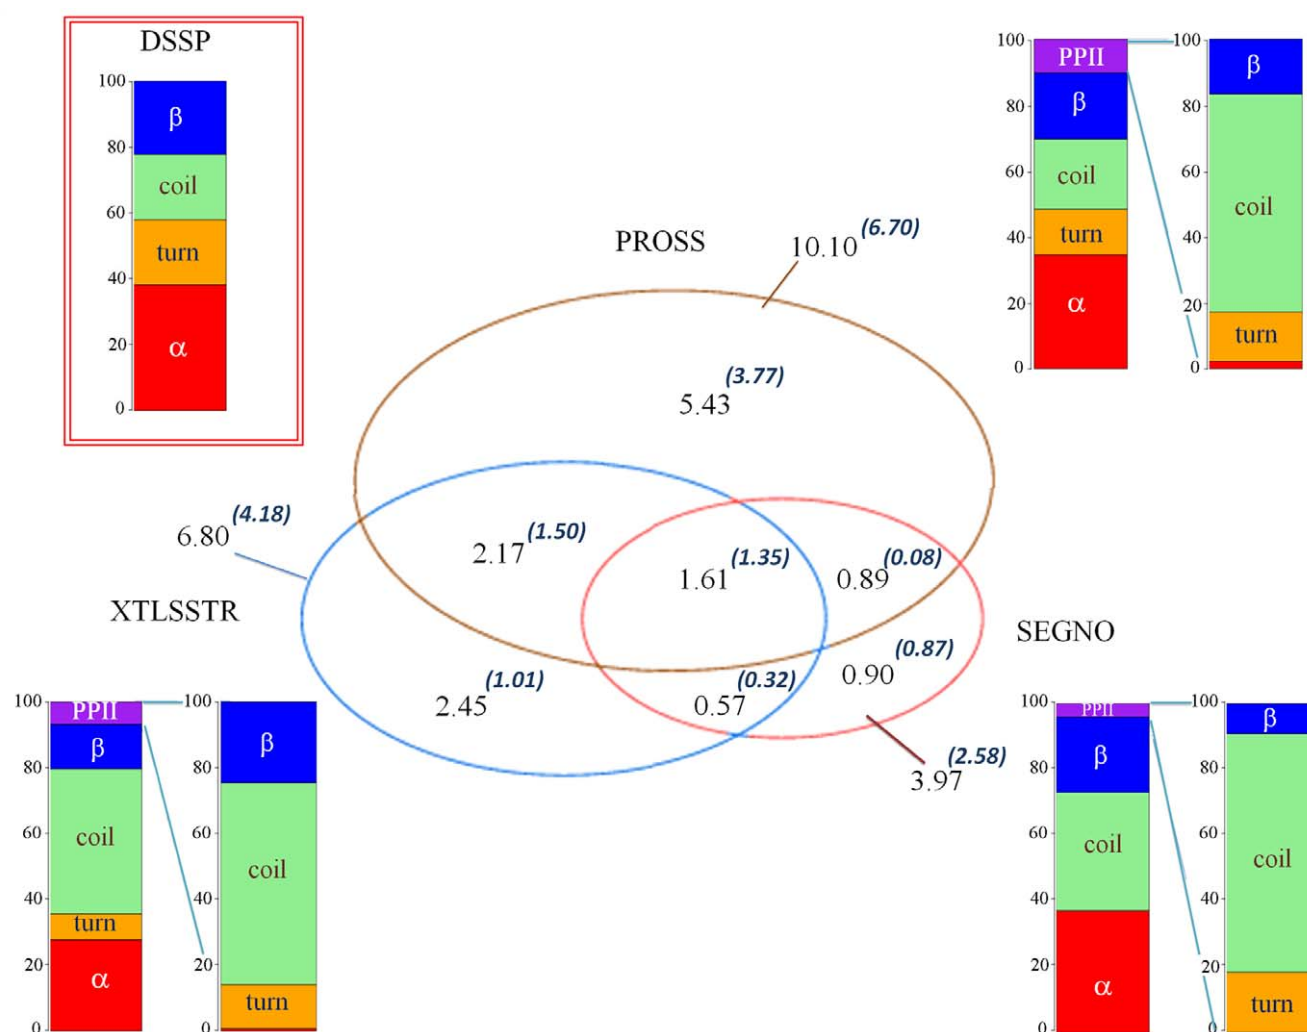 DSSP
100
80
60
40
20
0
β
coil
turn
α
100
80
60
40
20
0
PPII
β
coil
turn
α
100
80
60
40
20
0
β
coil
turn
PROSS
10.10 (6.70)
5.43 (3.77)
6.80 (4.18)
2.17 (1.50)
1.61 (1.35)
0.89 (0.08)
XTLSSTR
SEGNO
2.45 (1.01)
0.57 (0.32)
0.90 (0.87)
3.97 (2.58)
100
80
60
40
20
0
PPII
β
coil
turn
α
100
80
60
40
20
0
β
coil
turn
100
80
60
40
20
0
PPII
β
coil
α
100
80
60
40
20
0
β
coil
turn